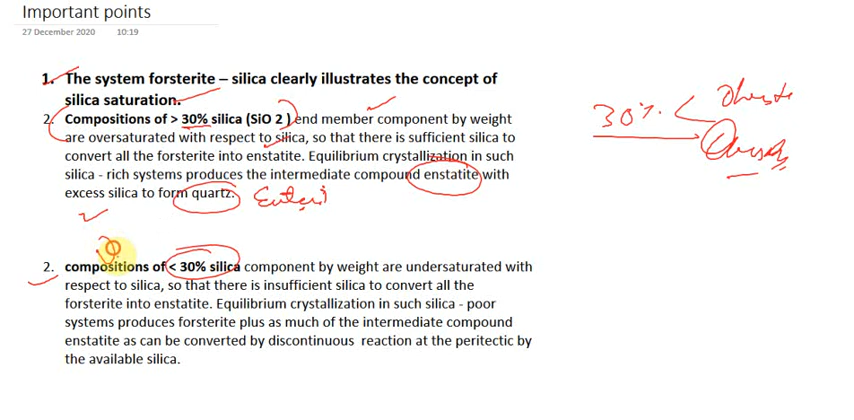 Important points
27 December 2020 10:19
1. The system forsterite – silica clearly illustrates the concept of
silica saturation.
2. Compositions of > 30% silica (SiO 2 ) end member component by weight
are oversaturated with respect to silica, so that there is sufficient silica to
convert all the forsterite into enstatite. Equilibrium crystallization in such
silica - rich systems produces the intermediate compound enstatite with
excess silica to form quartz.
30%
2. compositions of < 30% silica component by weight are undersaturated with
respect to silica, so that there is insufficient silica to convert all the
forsterite into enstatite. Equilibrium crystallization in such silica - poor
systems produces forsterite plus as much of the intermediate compound
enstatite as can be converted by discontinuous reaction at the peritectic by
the available silica.